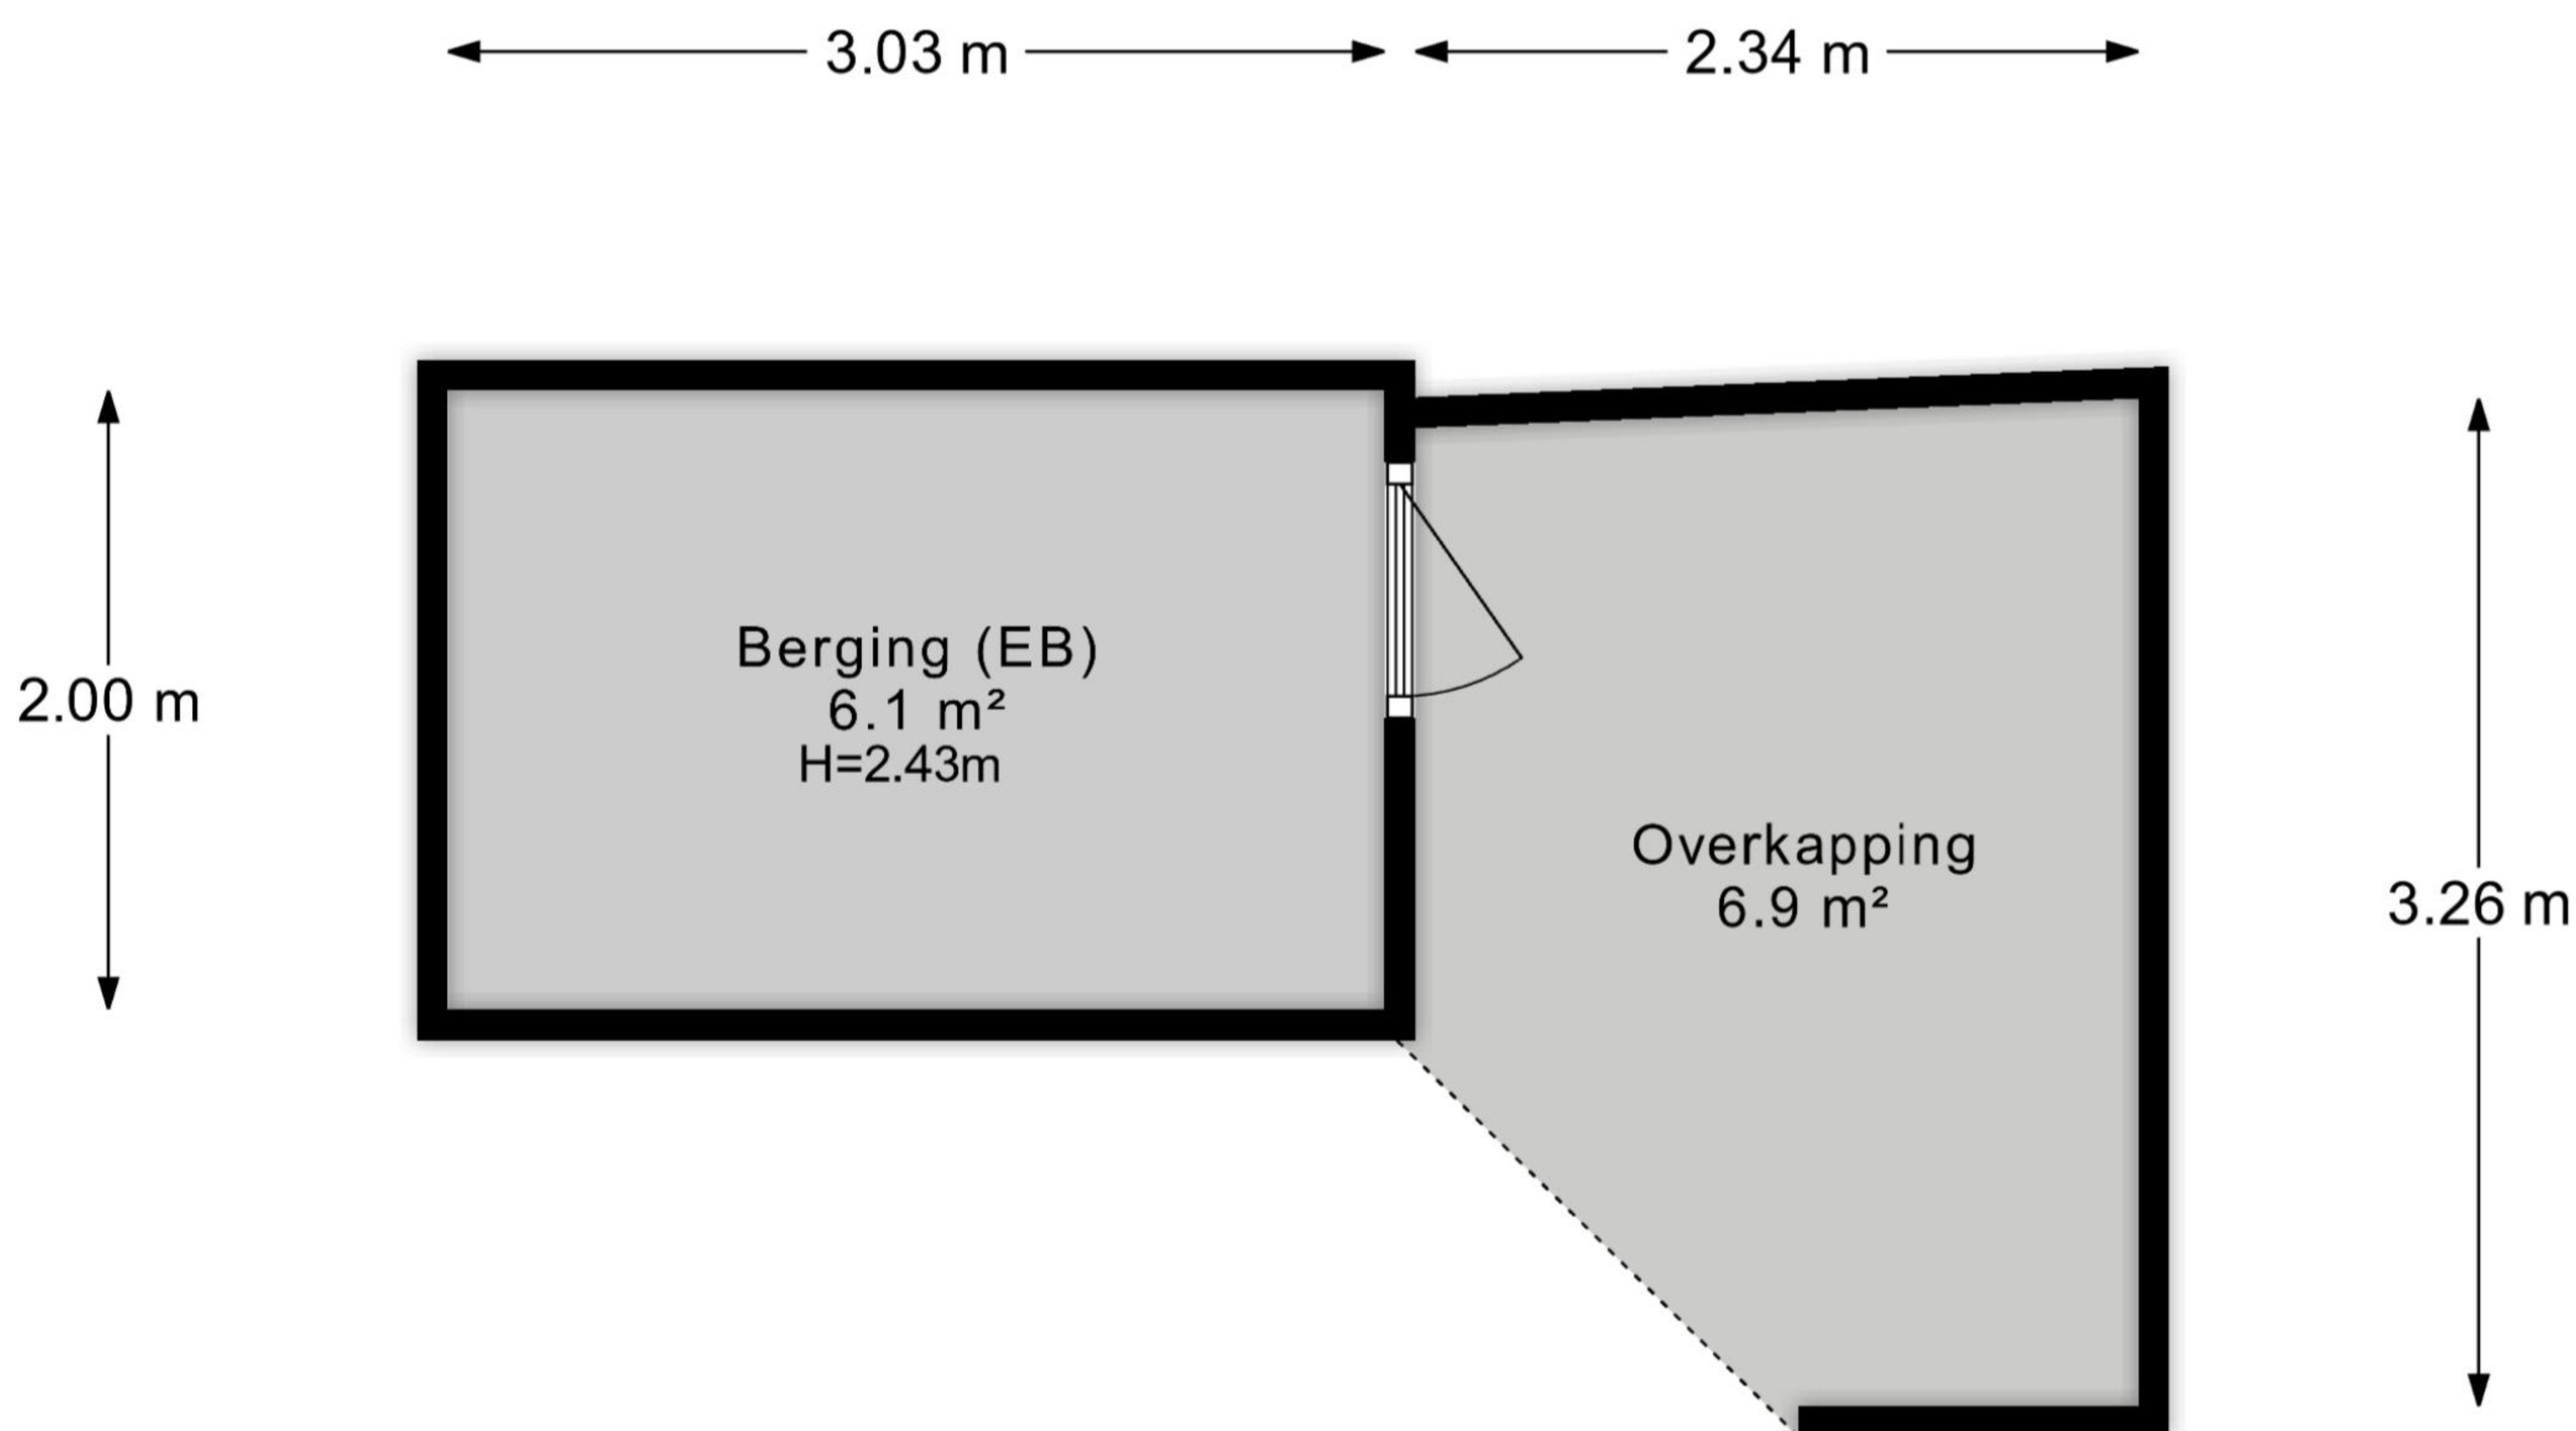 3.03 m
2.34 m
Berging (EB)
6.1 m²
H=2.43m
2.00 m
Overkapping
6.9 m²
3.26 m